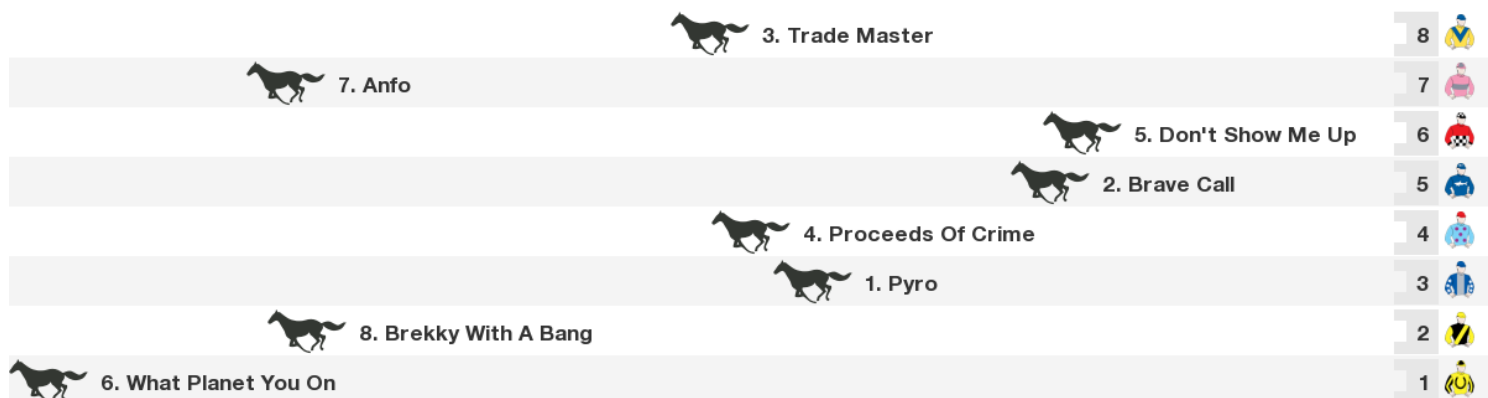 3. Trade Master 8
7. Anfo 7
5. Don't Show Me Up 6
2. Brave Call 5
4. Proceeds Of Crime 4
1. Pyro 3
8. Brekky With A Bang 2
6. What Planet You On 1